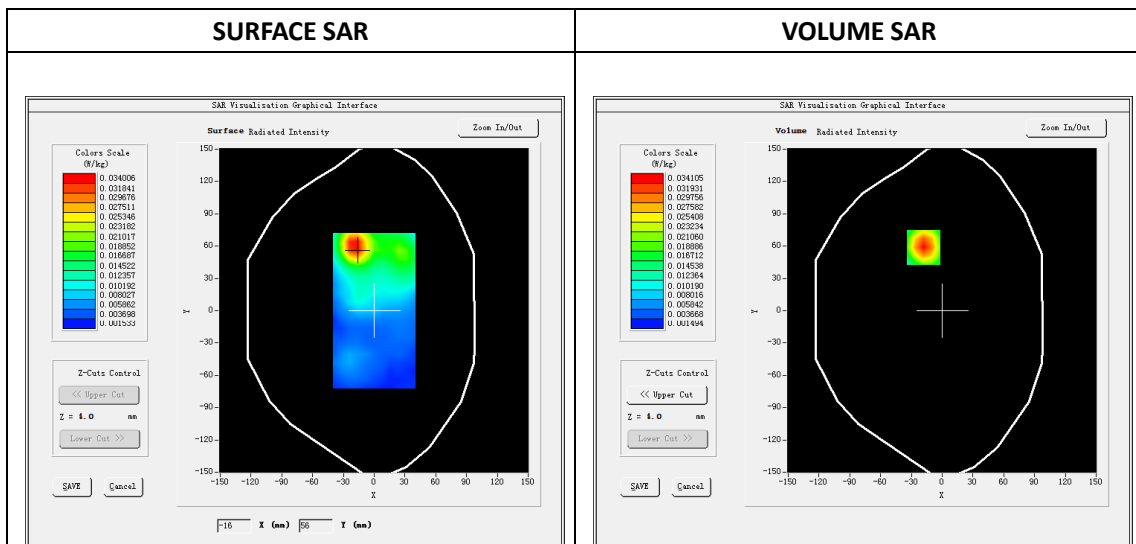 SURFACE SAR
VOLUME SAR
SAR Visualisation Graphical Interface
Surface Radiated Intensity
Zoom In/Out
Colors Scale
(W/kg)
0.034006
0.031841
0.029676
0.027511
0.025346
0.023182
0.021017
0.018852
0.016687
0.014522
0.012357
0.010192
0.008027
0.005862
0.003698
0.001533
Z-Cuts Control
<< Upper Cut
Z = 4.0 mm
Lower Cut >>
SAVE Cancel
150
120
90
60
30
0
-30
-60
-90
-120
-150
Y
-150 -120 -90 -60 -30 0 30 60 90 120 150
X
-16 X (mm) 56 Y (mm)
SAR Visualisation Graphical Interface
Volume Radiated Intensity
Zoom In/Out
Colors Scale
(W/kg)
0.034105
0.031931
0.029756
0.027582
0.025408
0.023234
0.021060
0.018886
0.016712
0.014538
0.012364
0.010190
0.008016
0.005842
0.003668
0.001494
Z-Cuts Control
<< Upper Cut
Z = 4.0 mm
Lower Cut >>
SAVE Cancel
150
120
90
60
30
0
-30
-60
-90
-120
-150
Y
-150 -120 -90 -60 -30 0 30 60 90 120 150
X